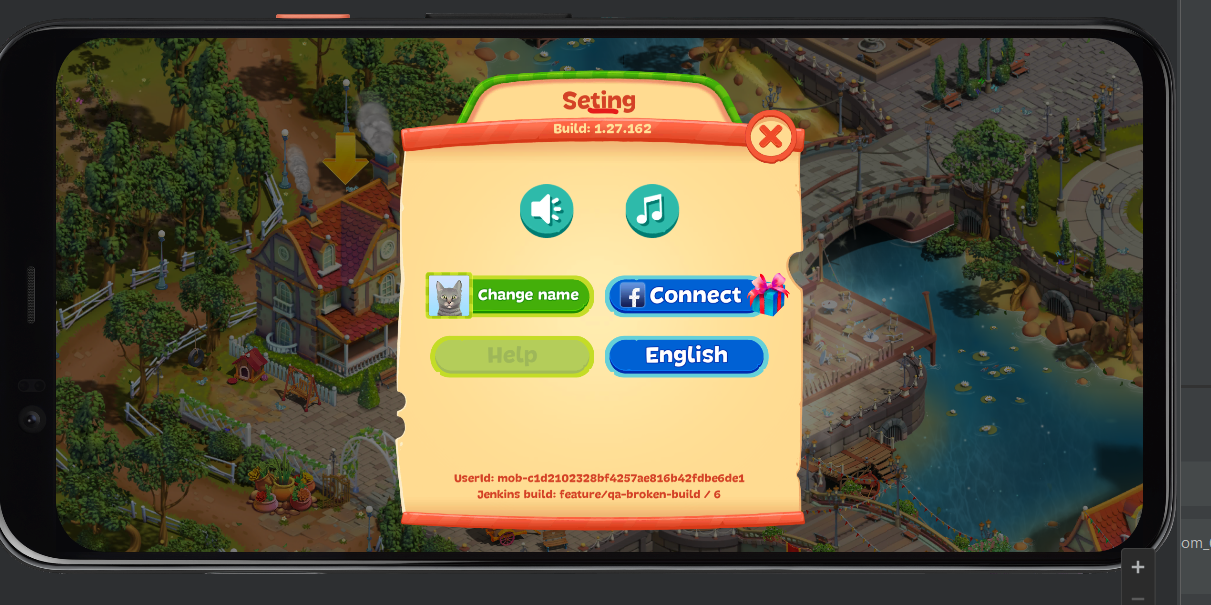 Seting
Build: 1.27.162
Change name
Connect
Help
English
UserId: mob-c1d2102328bf4257ae816b42fdbe6de1
Jenkins build: feature/qa-broken-build / 6
om_